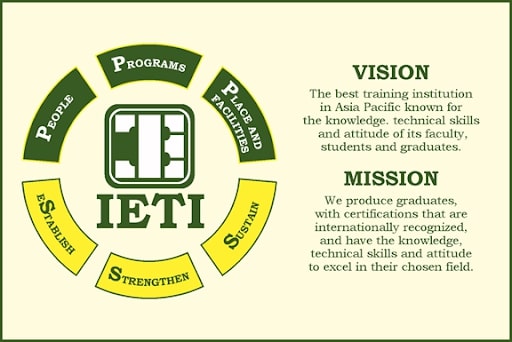 PEOPLE
PROGRAMS
PLACE AND
FACILITIES
ESTABLISH
STRENGTHEN
SUSTAIN
IETI
VISION
The best training institution
in Asia Pacific known for
the knowledge. technical skills
and attitude of its faculty,
students and graduates.
MISSION
We produce graduates,
with certifications that are
internationally recognized,
and have the knowledge,
technical skills and attitude
to excel in their chosen field.